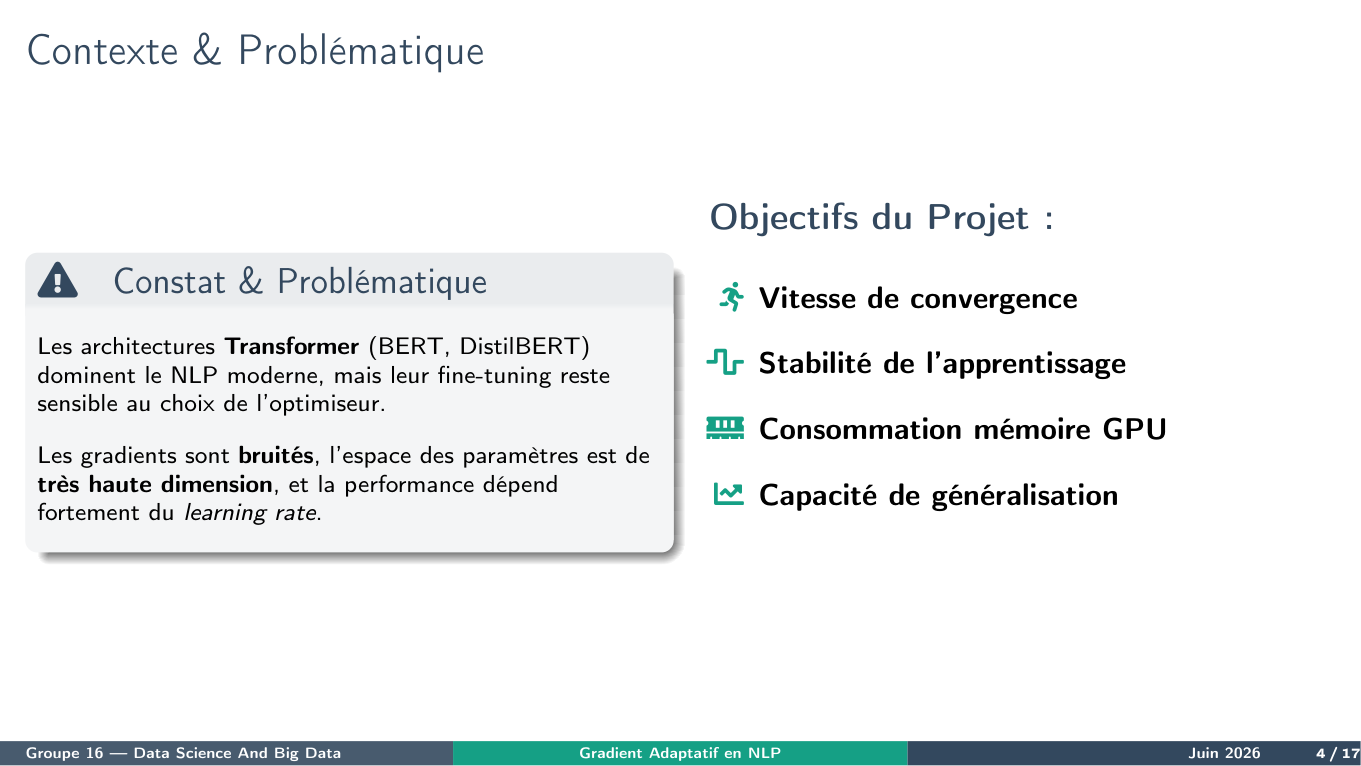 Contexte & Problématique
Constat & Problématique
Les architectures Transformer (BERT, DistilBERT)
dominent le NLP moderne, mais leur fine-tuning reste
sensible au choix de l'optimiseur.
Les gradients sont bruités, l'espace des paramètres est de
très haute dimension, et la performance dépend
fortement du learning rate.
Objectifs du Projet :
Vitesse de convergence
Stabilité de l'apprentissage
Consommation mémoire GPU
Capacité de généralisation
Groupe 16 — Data Science And Big Data
Gradient Adaptatif en NLP
Juin 2026
4 / 17